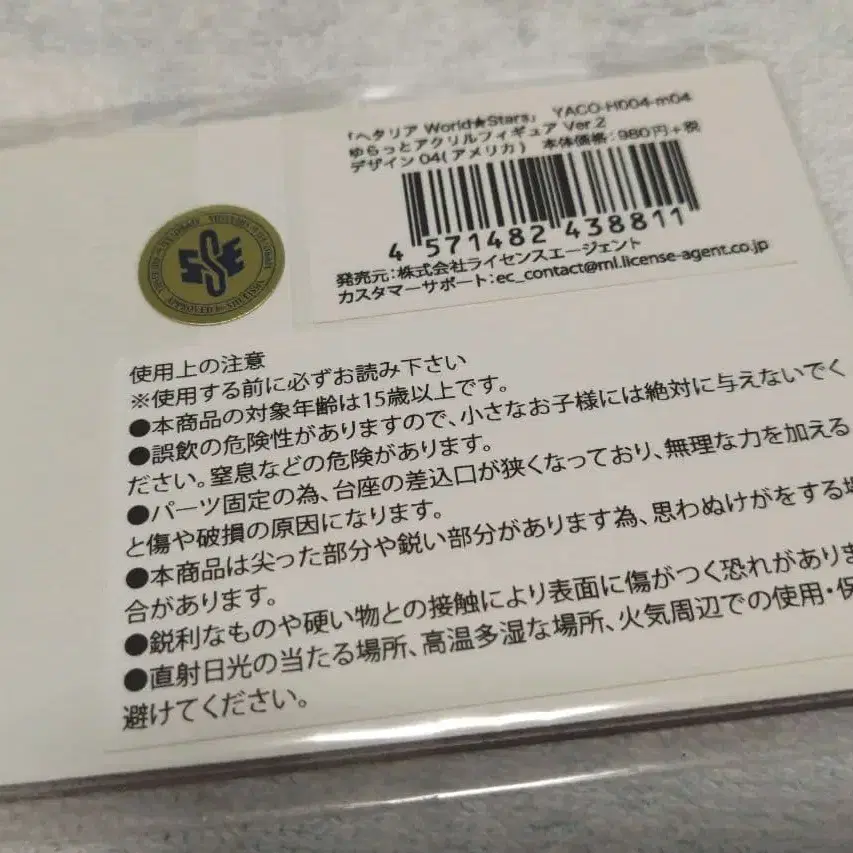 「ヘタリア World★Stars」 YACO-H004-m04
ゆらっとアクリルフィギュア Ver.2
デザイン 04(アメリカ) 本体価格:980円+税
4 571482 438811
発売元:株式会社ライセンスエージェント
カスタマーサポート:ec_contact@ml.license-agent.co.jp
使用上の注意
※使用する前に必ずお読み下さい
●本商品の対象年齢は15歳以上です。
●誤飲の危険性がありますので、小さなお子様には絶対に与えないでく
ださい。窒息などの危険があります。
●パーツ固定の為、台座の差込口が狭くなっており、無理な力を加える
と傷や破損の原因になります。
●本商品は尖った部分や鋭い部分があります為、思わぬけがをする場
合があります。
●鋭利なものや硬い物との接触により表面に傷がつく恐れがありま
●直射日光の当たる場所、高温多湿な場所、火気周辺での使用・保
避けてください。